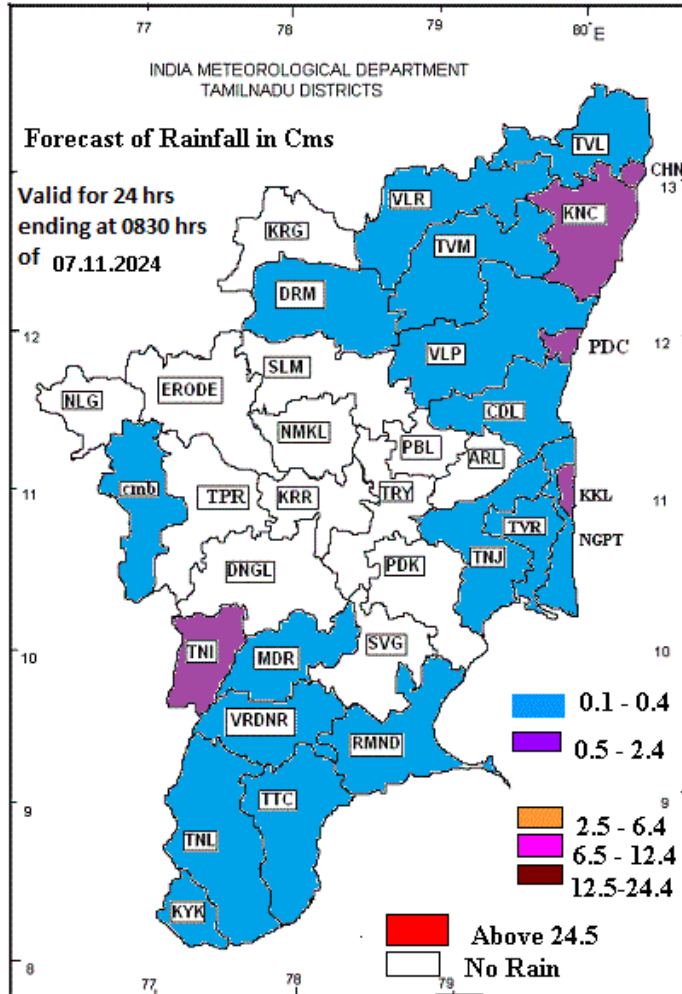 77 78 79 80° E
INDIA METEOROLOGICAL DEPARTMENT
TAMILNADU DISTRICTS
Forecast of Rainfall in Cms
TVL
CHN
13
Valid for 24 hrs
ending at 0830 hrs
of 07.11.2024
VLR
KNC
KRG
TVM
DRM
12
12
VLP
PDC
SLM
NLG
ERODE
CDL
NMKL
PBL
ARL
11
cmb
TPR
KRR
TRY
KKL
11
TVR
NGPT
DNGL
PDK
TNJ
10
TNI
MDR
SVG
10
VRDNR
RMND
0.1 - 0.4
0.5 - 2.4
9
TTC
9
TNL
2.5 - 6.4
6.5 - 12.4
12.5-24.4
KYK
Above 24.5
No Rain
8
77 78 79